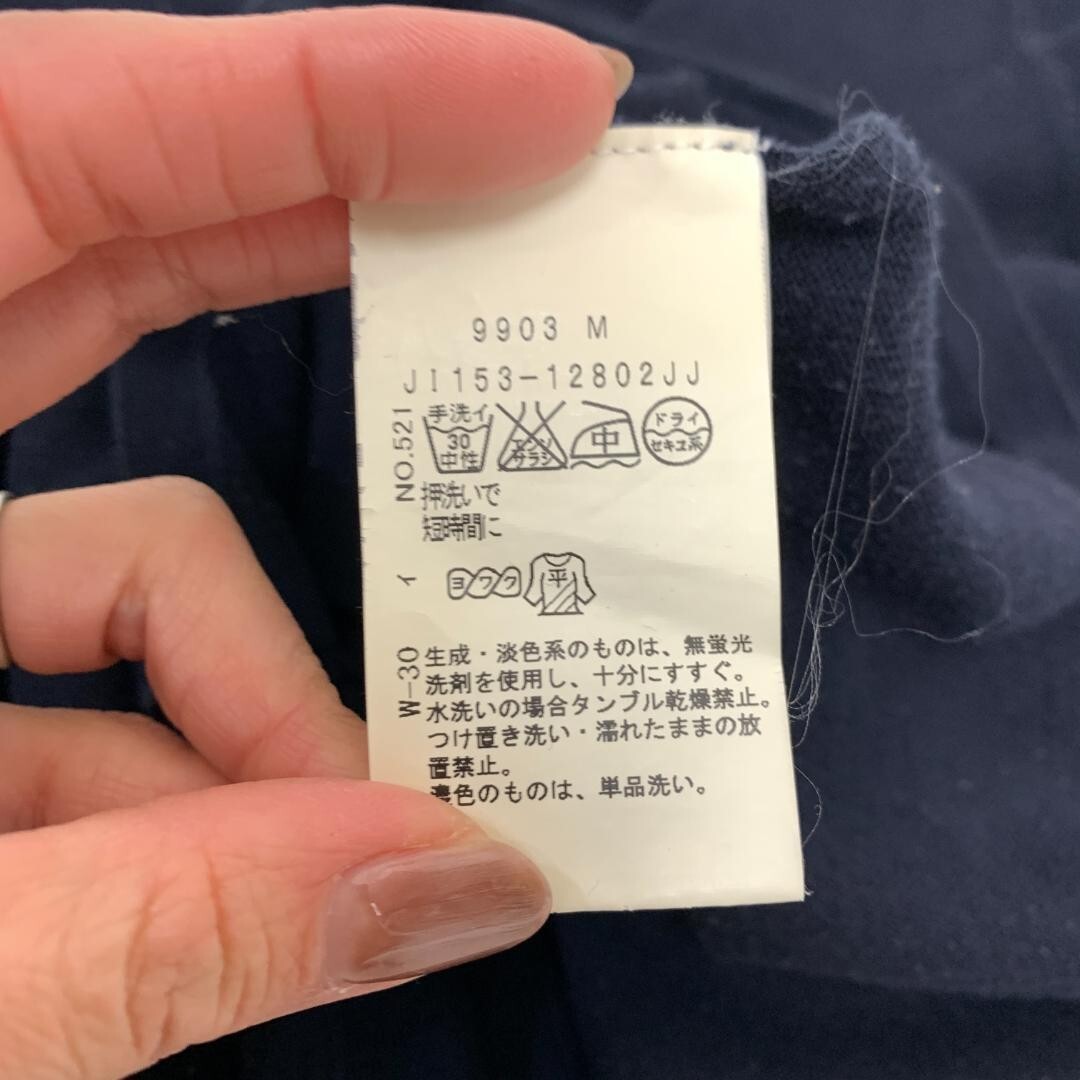 9903 M
JI153-12802JJ
手洗イ
30
中性
エンソ
サラシ
中
ドライ
セキユ系
NO.521
押洗いで
短時間に
イ
ヨワク
平
W-30
生成・淡色系のものは、無蛍光
洗剤を使用し、十分にすすぐ。
水洗いの場合タンブル乾燥禁止。
つけ置き洗い・濡れたままの放
置禁止。
濃色のものは、単品洗い。